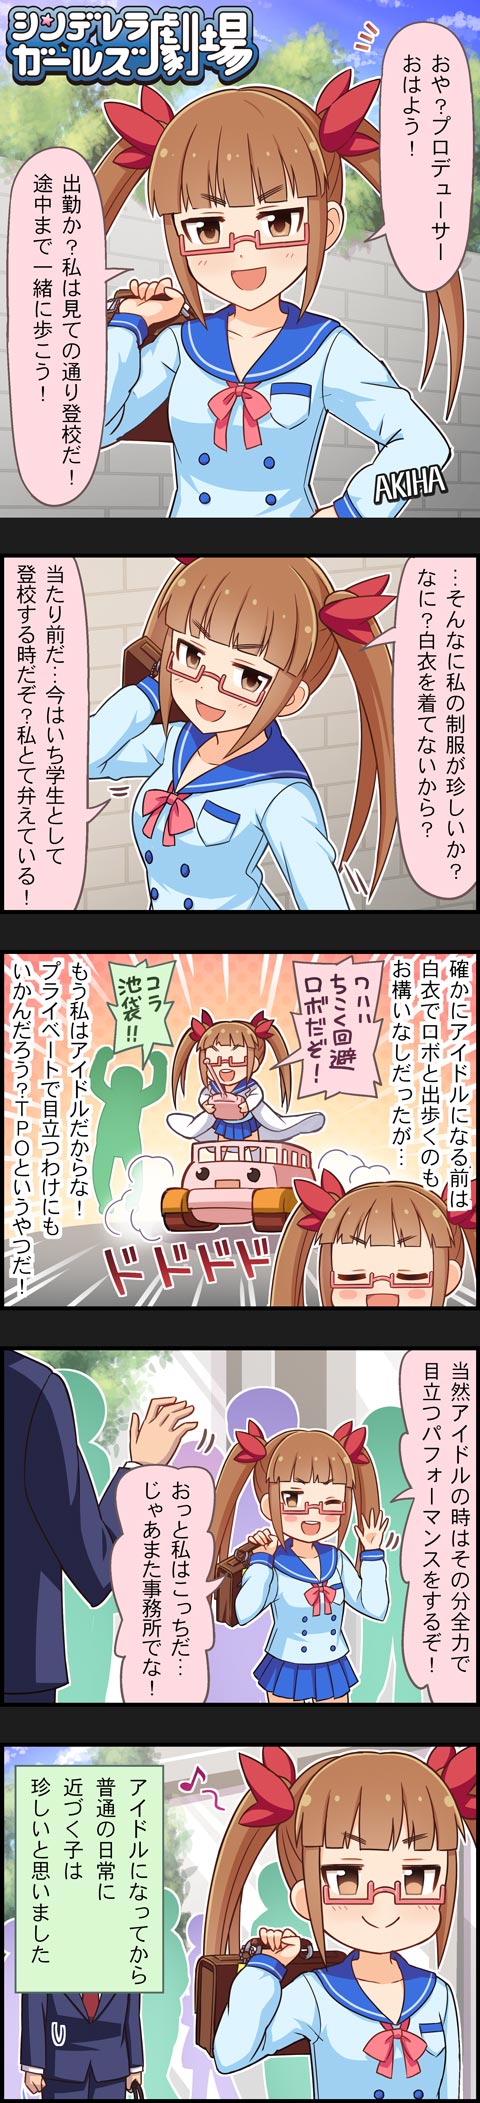 シンデレラ
ガールズ劇場
おや？プロデューサー
おはよう！
出勤か？私は見ての通り登校だ！
途中まで一緒に歩こう！
AKIHA
…そんなに私の制服が珍しいか？
なに？白衣を着てないから？
当たり前だ…今はいち学生として
登校する時だぞ？私とて弁えている！
確かにアイドルになる前は
白衣でロボと出歩くのも
お構いなしだったが…
ワハハ
ちこく回避
ロボだぞ！
コラ
池袋!!
ドドドド
もう私はアイドルだからな！
プライベートで目立つわけにも
いかんだろう？TPOというやつだ！
当然アイドルの時はその分全力で
目立つパフォーマンスをするぞ！
おっと私はこっちだ…
じゃあまた事務所でな！
アイドルになってから
普通の日常に
近づく子は
珍しいと思いました